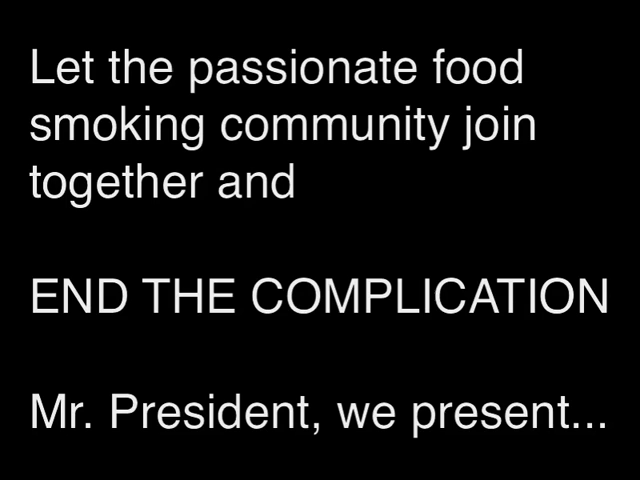 Let the passionate food
smoking community join
together and
END THE COMPLICATION
Mr. President, we present...